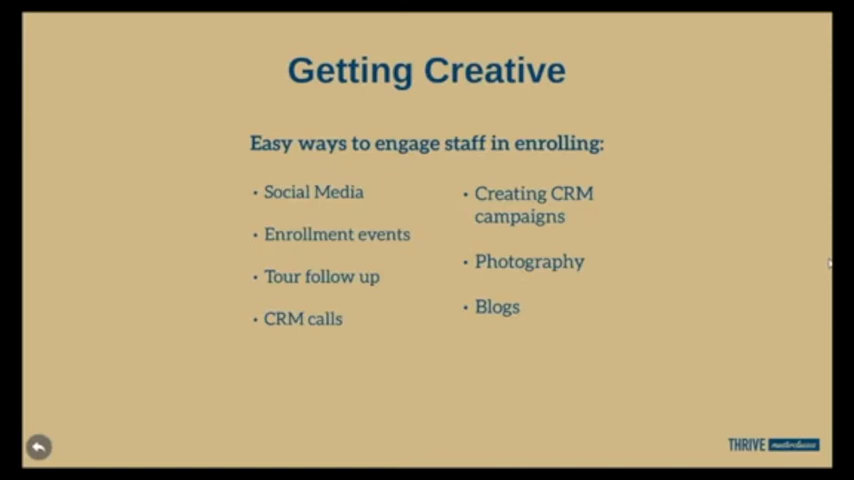 Getting Creative
Easy ways to engage staff in enrolling:
• Social Media
• Enrollment events
• Tour follow up
• CRM calls
• Creating CRM
campaigns
• Photography
• Blogs
THRIVE masterclasses